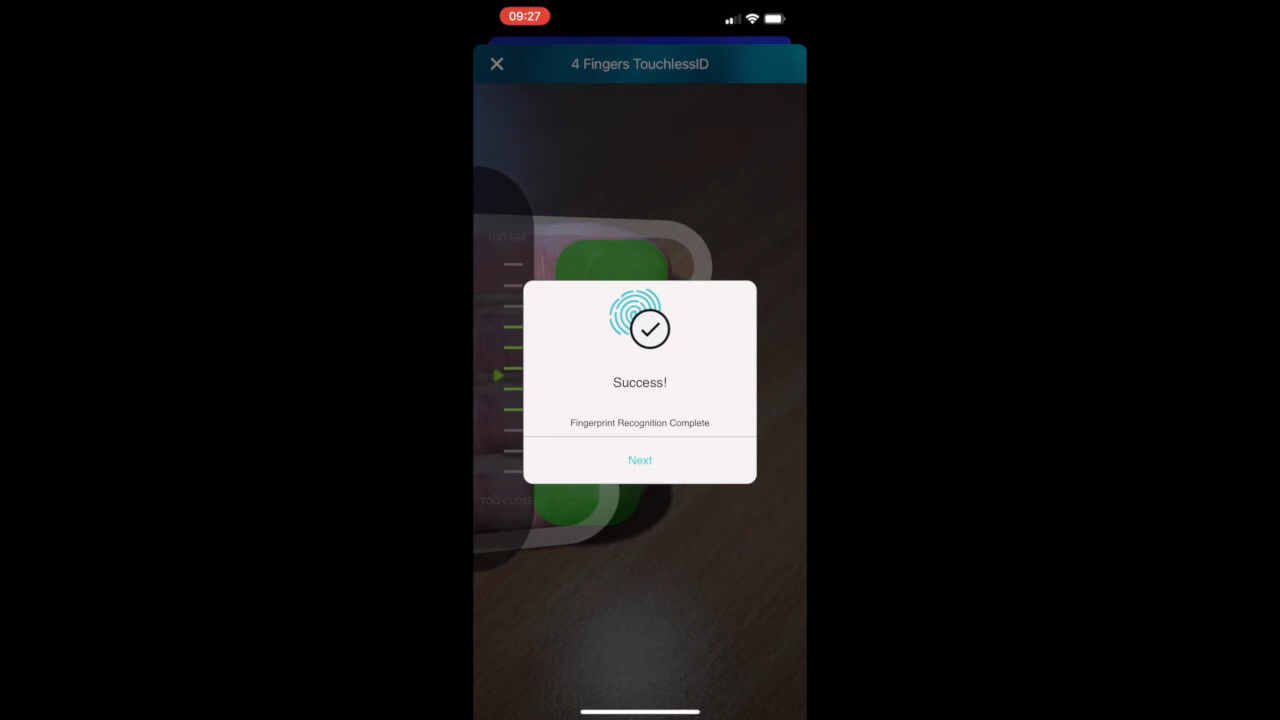 09:27
4 Fingers TouchlessID
TOO FAR
Success!
Fingerprint Recognition Complete
Next
TOO CLOSE